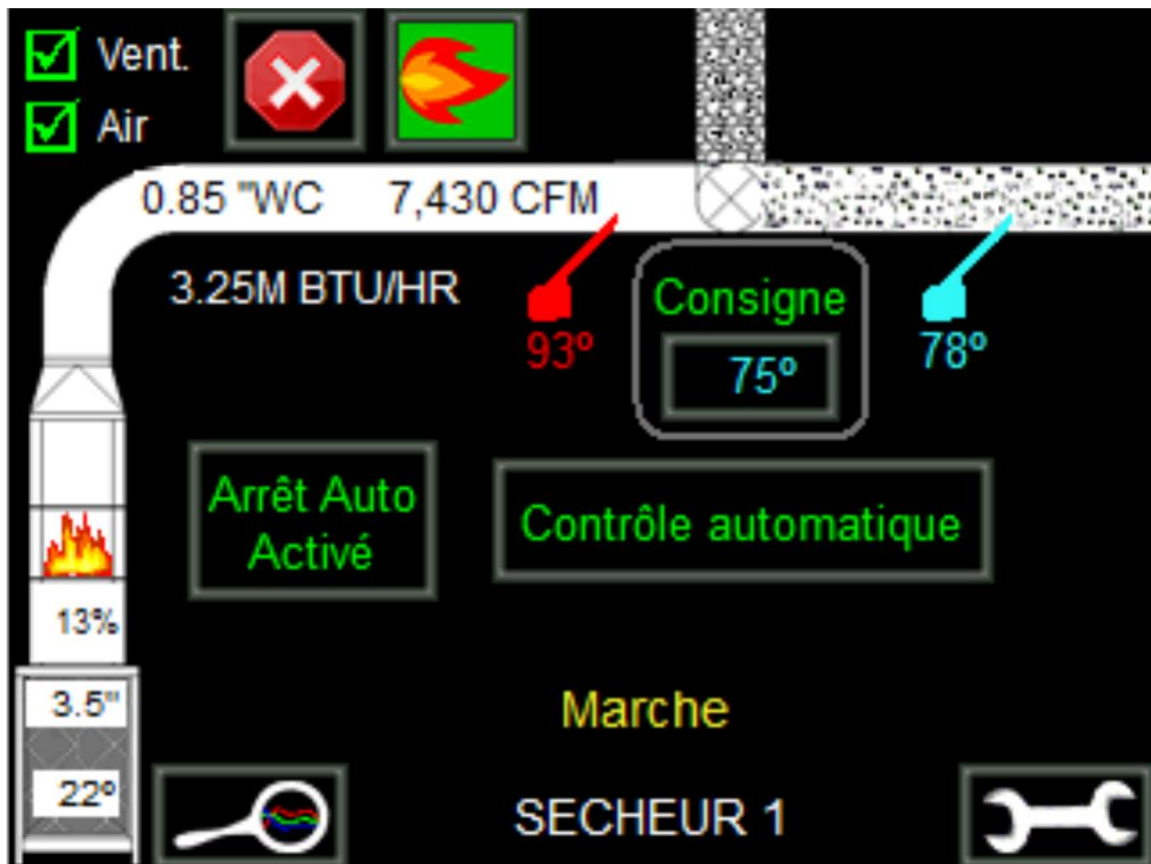 Vent.
Air
0.85 "WC 7,430 CFM
3.25M BTU/HR
Consigne
93º
75º
78º
Arrêt Auto
Activé
Contrôle automatique
13%
3.5"
Marche
22º
SECHEUR 1